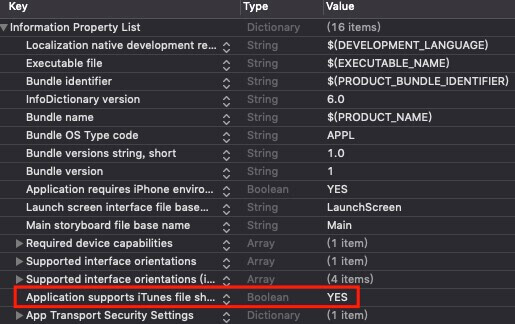 Key Type Value
Information Property List Dictionary (16 items)
Localization native development re... String $(DEVELOPMENT_LANGUAGE)
Executable file String $(EXECUTABLE_NAME)
Bundle identifier String $(PRODUCT_BUNDLE_IDENTIFIER)
InfoDictionary version String 6.0
Bundle name String $(PRODUCT_NAME)
Bundle OS Type code String APPL
Bundle versions string, short String 1.0
Bundle version String 1
Application requires iPhone enviro... Boolean YES
Launch screen interface file base... String LaunchScreen
Main storyboard file base name String Main
Required device capabilities Array (1 item)
Supported interface orientations Array (1 item)
Supported interface orientations (i... Array (4 items)
Application supports iTunes file sh... Boolean YES
App Transport Security Settings Dictionary (1 item)